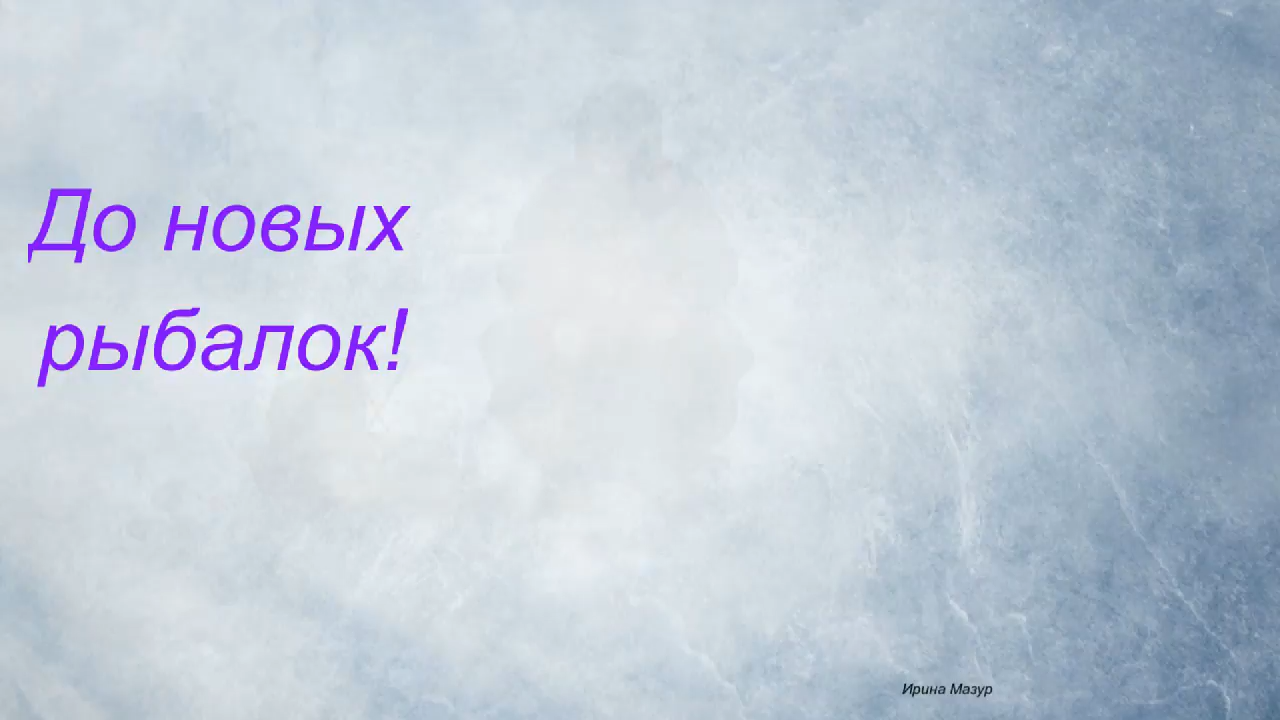 До новых
рыбалок!
Ирина Мазур